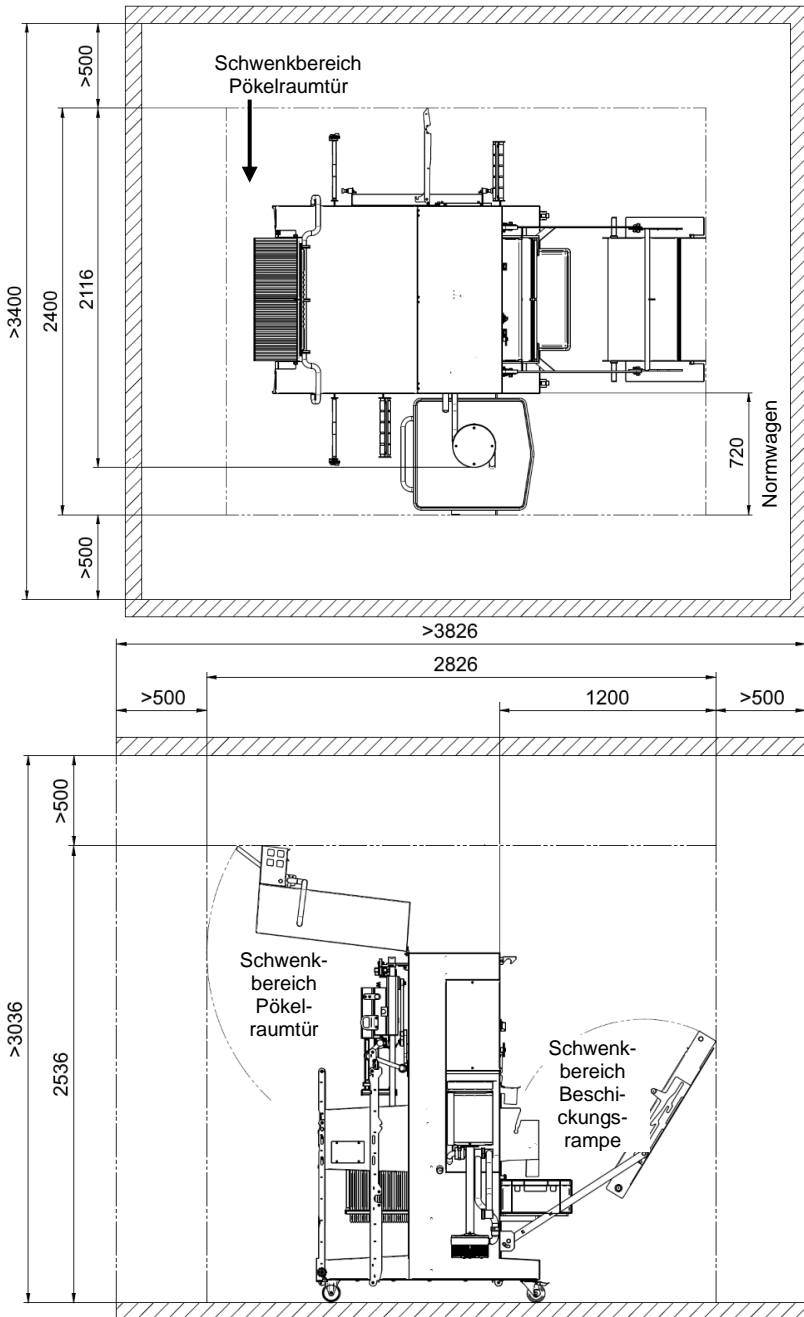 Schwenkbereich
Pökelraumtür
>500
>3400
2400
2116
>500
720
Normwagen
>3826
2826
>500
1200
>500
>500
>3036
2536
Schwenk-
bereich
Pökel-
raumtür
Schwenk-
bereich
Beschi-
ckungs-
rampe